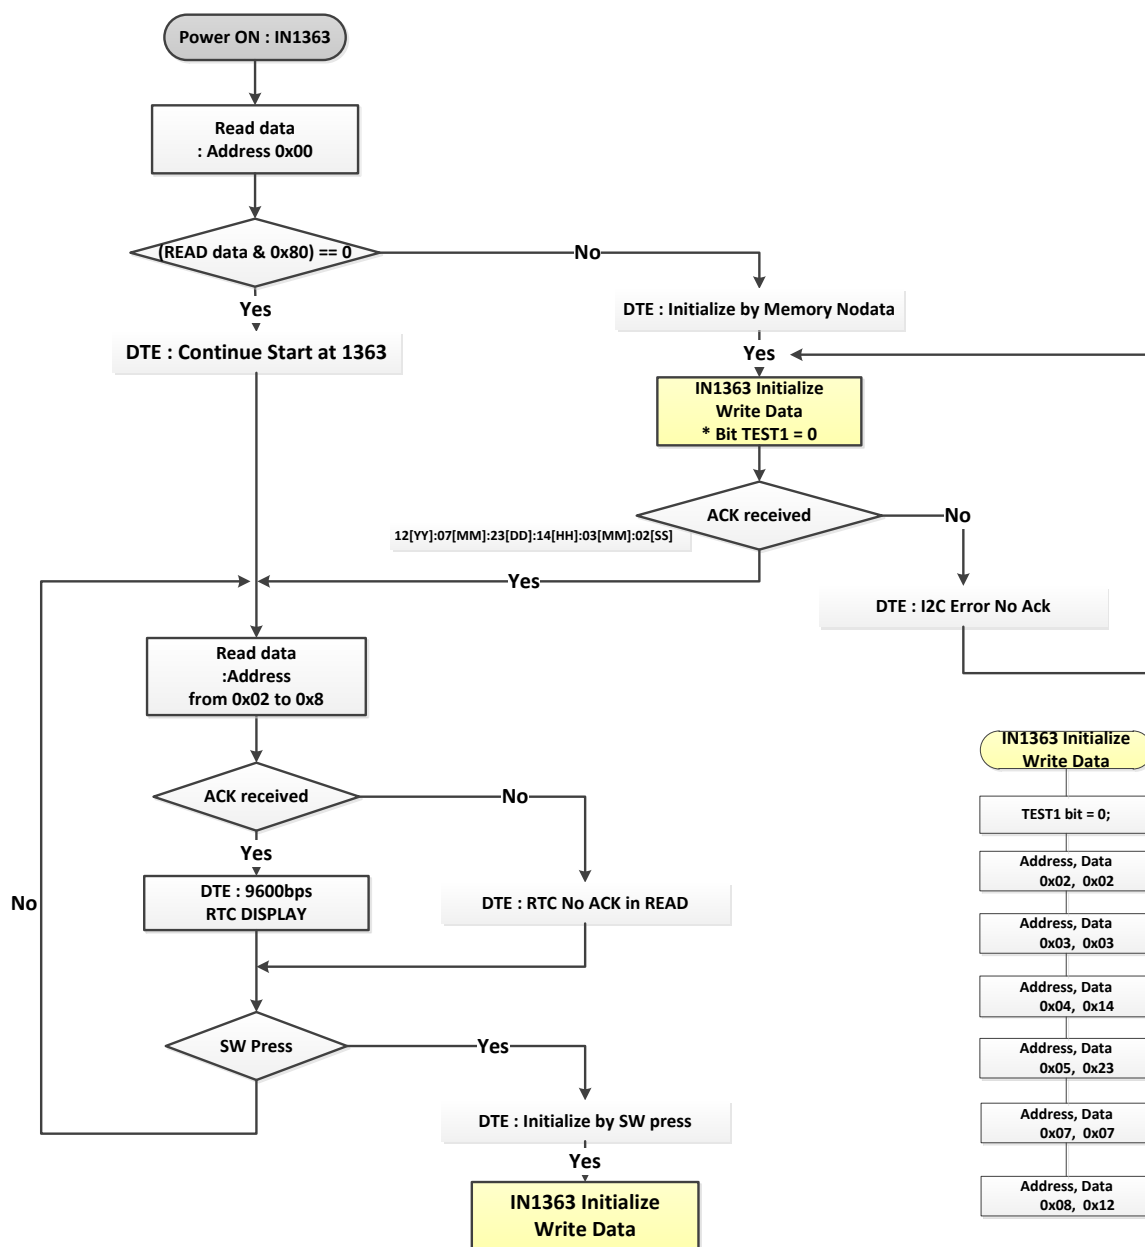 Power ON : IN1363
Read data
: Address 0x00
(READ data & 0x80) == 0
No
Yes
DTE : Initialize by Memory Nodata
DTE : Continue Start at 1363
Yes
IN1363 Initialize
Write Data
* Bit TEST1 = 0
ACK received
No
12[YY]:07[MM]:23[DD]:14[HH]:03[MM]:02[SS]
Yes
DTE : I2C Error No Ack
Read data
:Address
from 0x02 to 0x8
ACK received
No
Yes
DTE : 9600bps
RTC DISPLAY
DTE : RTC No ACK in READ
No
SW Press
Yes
DTE : Initialize by SW press
Yes
IN1363 Initialize
Write Data
IN1363 Initialize
Write Data
TEST1 bit = 0;
Address, Data
0x02, 0x02
Address, Data
0x03, 0x03
Address, Data
0x04, 0x14
Address, Data
0x05, 0x23
Address, Data
0x07, 0x07
Address, Data
0x08, 0x12